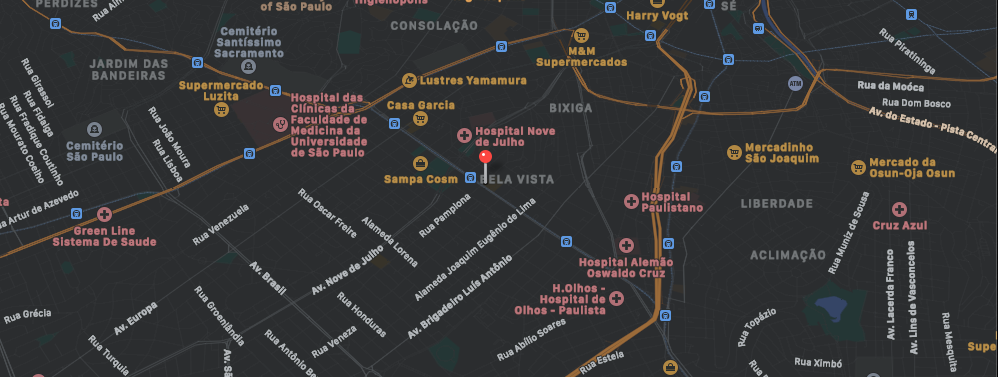 PERDIZES
of São Paulo
Higienópolis
CONSOLAÇÃO
Harry Vogt
SÉ
Cemitério
Santíssimo
Sacramento
JARDIM DAS
BANDEIRAS
M&M
Supermercados
Rua Piratininga
Supermercado
Luzita
Lustres Yamamura
ATM
Rua da Moóca
Rua Dom Bosco
Av. do Estado - Pista Central
Casa Garcia
BIXIGA
Hospital das
Clínicas da
Faculdade de
Medicina da
Universidade
de São Paulo
Hospital Nove
de Julho
Rua Girassol
Rua Fidalga
Rua Fradique Coutinho
Rua Mourato Coelho
Cemitério
São Paulo
Rua João Moura
Rua Lisboa
Mercadinho
São Joaquim
Mercado da
Osun-Oja Osun
Sampa Cosm
BELA VISTA
Rua Artur de Azevedo
Green Line
Sistema De Saude
Rua Venezuela
Rua Oscar Freire
Alameda Lorena
Rua Pamplona
Alameda Joaquim Eugênio de Lima
Hospital
Paulistano
LIBERDADE
Rua Muniz de Sousa
Cruz Azul
Av. Brasil
Av. Nove de Julho
Av. Brigadeiro Luís Antônio
Hospital Alemão
Oswaldo Cruz
ACLIMAÇÃO
Av. Lacerda Franco
Av. Lins de Vasconcelos
H.Olhos -
Hospital de
Olhos - Paulista
Rua Grécia
Av. Europa
Rua Groenlândia
Rua Honduras
Rua Veneza
Rua Abílio Soares
Rua Topázio
Rua Mesquita
Rua Turquia
Rua Antônio Be
Rua Estela
Rua Ximbó
Supe